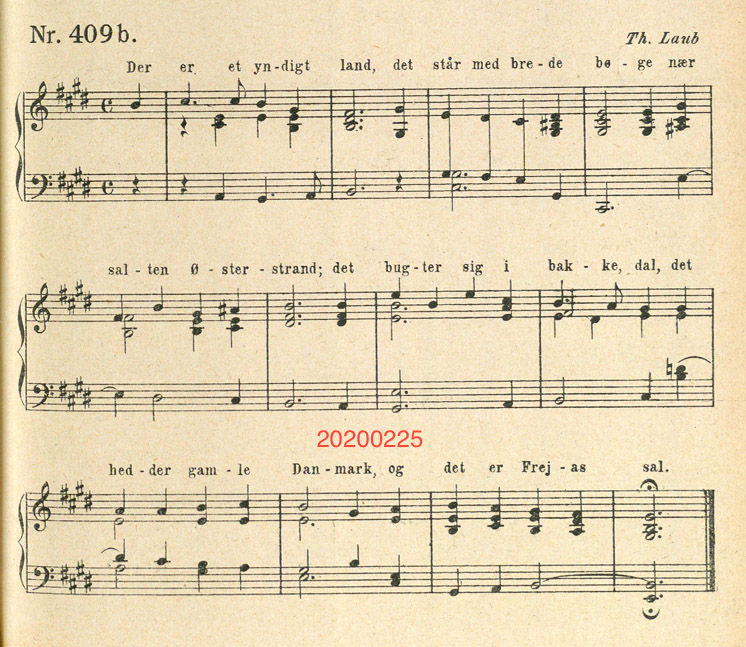 Nr. 409b.
Th. Laub
Der er et yn-digt land, det står med bre-de bø-ge nær
sal-ten Ø-ster-strand; det bug-ter sig i bak-ke, dal, det
20200225
hed-der gam-le Dan-mark, og det er Frej-as sal.